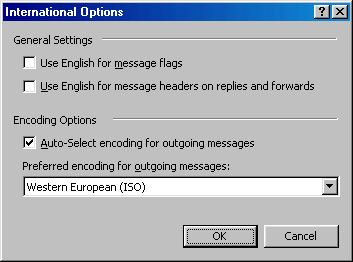 International Options
General Settings
Use English for message flags
Use English for message headers on replies and forwards
Encoding Options
Auto-Select encoding for outgoing messages
Preferred encoding for outgoing messages:
Western European (ISO)
OK Cancel